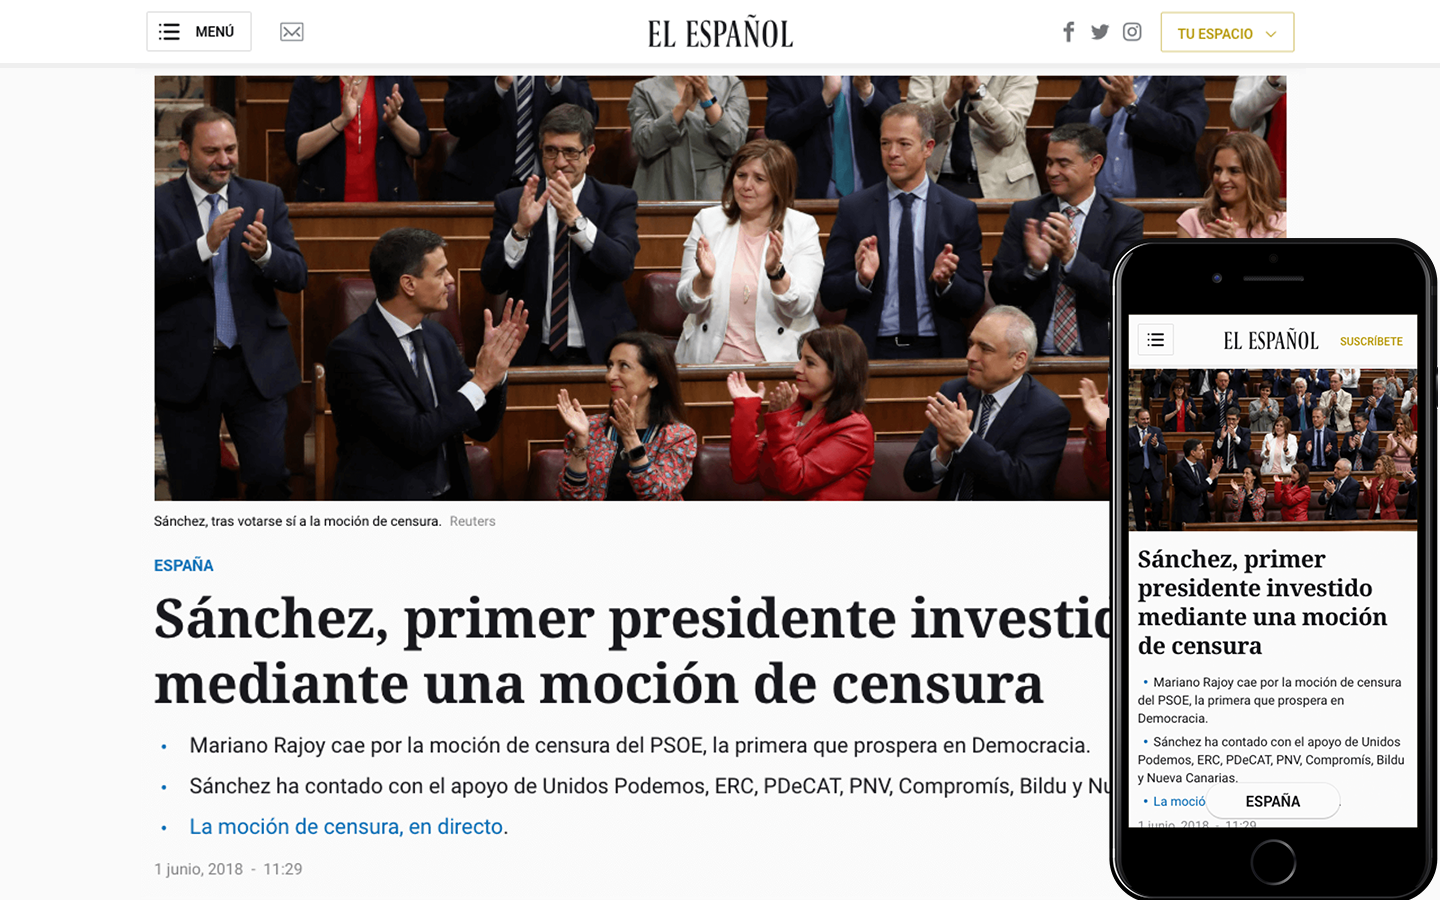 MENÚ
EL ESPAÑOL
TU ESPACIO
Sánchez, tras votarse sí a la moción de censura. Reuters
ESPAÑA
Sánchez, primer presidente investid
mediante una moción de censura
• Mariano Rajoy cae por la moción de censura del PSOE, la primera que prospera en Democracia.
• Sánchez ha contado con el apoyo de Unidos Podemos, ERC, PDeCAT, PNV, Compromís, Bildu y Nu
• La moción de censura, en directo.
1 junio, 2018 - 11:29
EL ESPAÑOL
SUSCRÍBETE
Sánchez, primer
presidente investido
mediante una moción
de censura
• Mariano Rajoy cae por la moción de censura
del PSOE, la primera que prospera en
Democracia.
• Sánchez ha contado con el apoyo de Unidos
Podemos, ERC, PDeCAT, PNV, Compromís, Bildu
y Nueva Canarias.
• La moció
ESPAÑA
1 junio, 2018 - 11:29